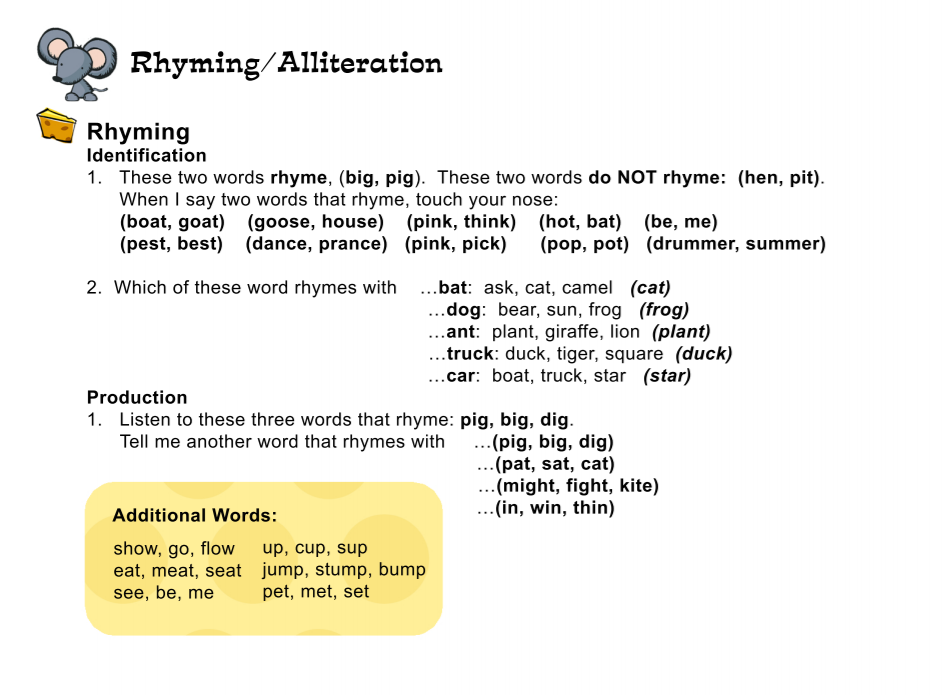 Rhyming/Alliteration
Rhyming
Identification
1. These two words rhyme, (big, pig). These two words do NOT rhyme: (hen, pit).
When I say two words that rhyme, touch your nose:
(boat, goat) (goose, house) (pink, think) (hot, bat) (be, me)
(pest, best) (dance, prance) (pink, pick) (pop, pot) (drummer, summer)
2. Which of these word rhymes with …bat: ask, cat, camel (cat)
…dog: bear, sun, frog (frog)
…ant: plant, giraffe, lion (plant)
…truck: duck, tiger, square (duck)
…car: boat, truck, star (star)
Production
1. Listen to these three words that rhyme: pig, big, dig.
Tell me another word that rhymes with …(pig, big, dig)
…(pat, sat, cat)
…(might, fight, kite)
…(in, win, thin)
Additional Words:
show, go, flow up, cup, sup
eat, meat, seat jump, stump, bump
see, be, me pet, met, set